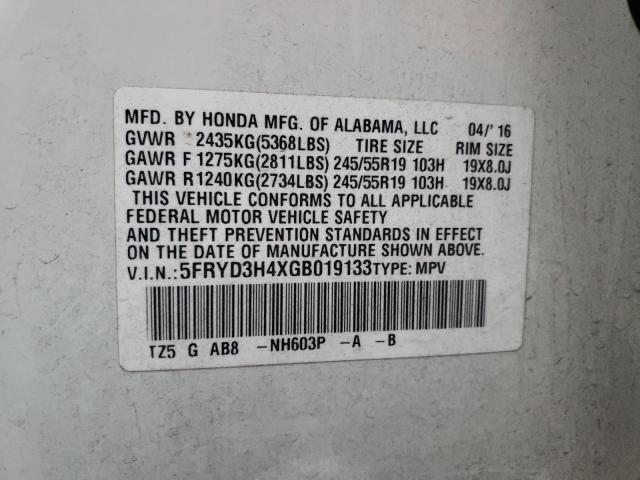 MFD. BY HONDA MFG. OF ALABAMA, LLC 04/'16
GVWR 2435KG(5368LBS) TIRE SIZE RIM SIZE
GAWR F 1275KG(2811LBS) 245/55R19 103H 19X8.0J
GAWR R1240KG(2734LBS) 245/55R19 103H 19X8.0J
THIS VEHICLE CONFORMS TO ALL APPLICABLE
FEDERAL MOTOR VEHICLE SAFETY
AND THEFT PREVENTION STANDARDS IN EFFECT
ON THE DATE OF MANUFACTURE SHOWN ABOVE.
V.I.N.:5FRYD3H4XGB019133TYPE: MPV
TZ5 G AB8 -NH603P -A -B